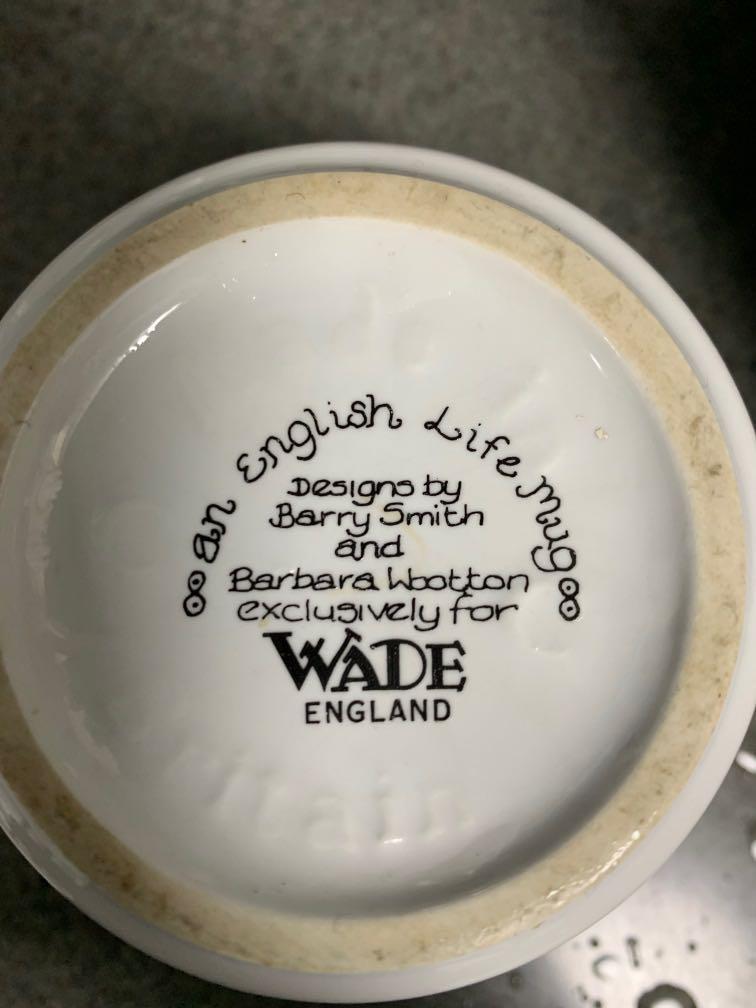 an English Life Mug
Designs by
Barry Smith
and
Barbara Wootton
exclusively for
WADE
ENGLAND